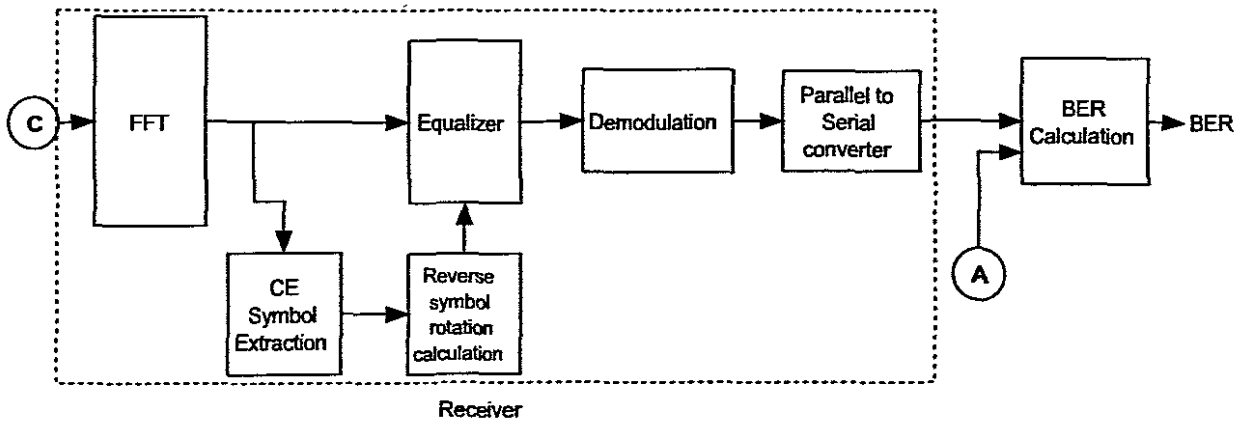 C
FFT
Equalizer
Demodulation
Parallel to
Serial
converter
BER
Calculation
BER
CE
Symbol
Extraction
Reverse
symbol
rotation
calculation
A
Receiver